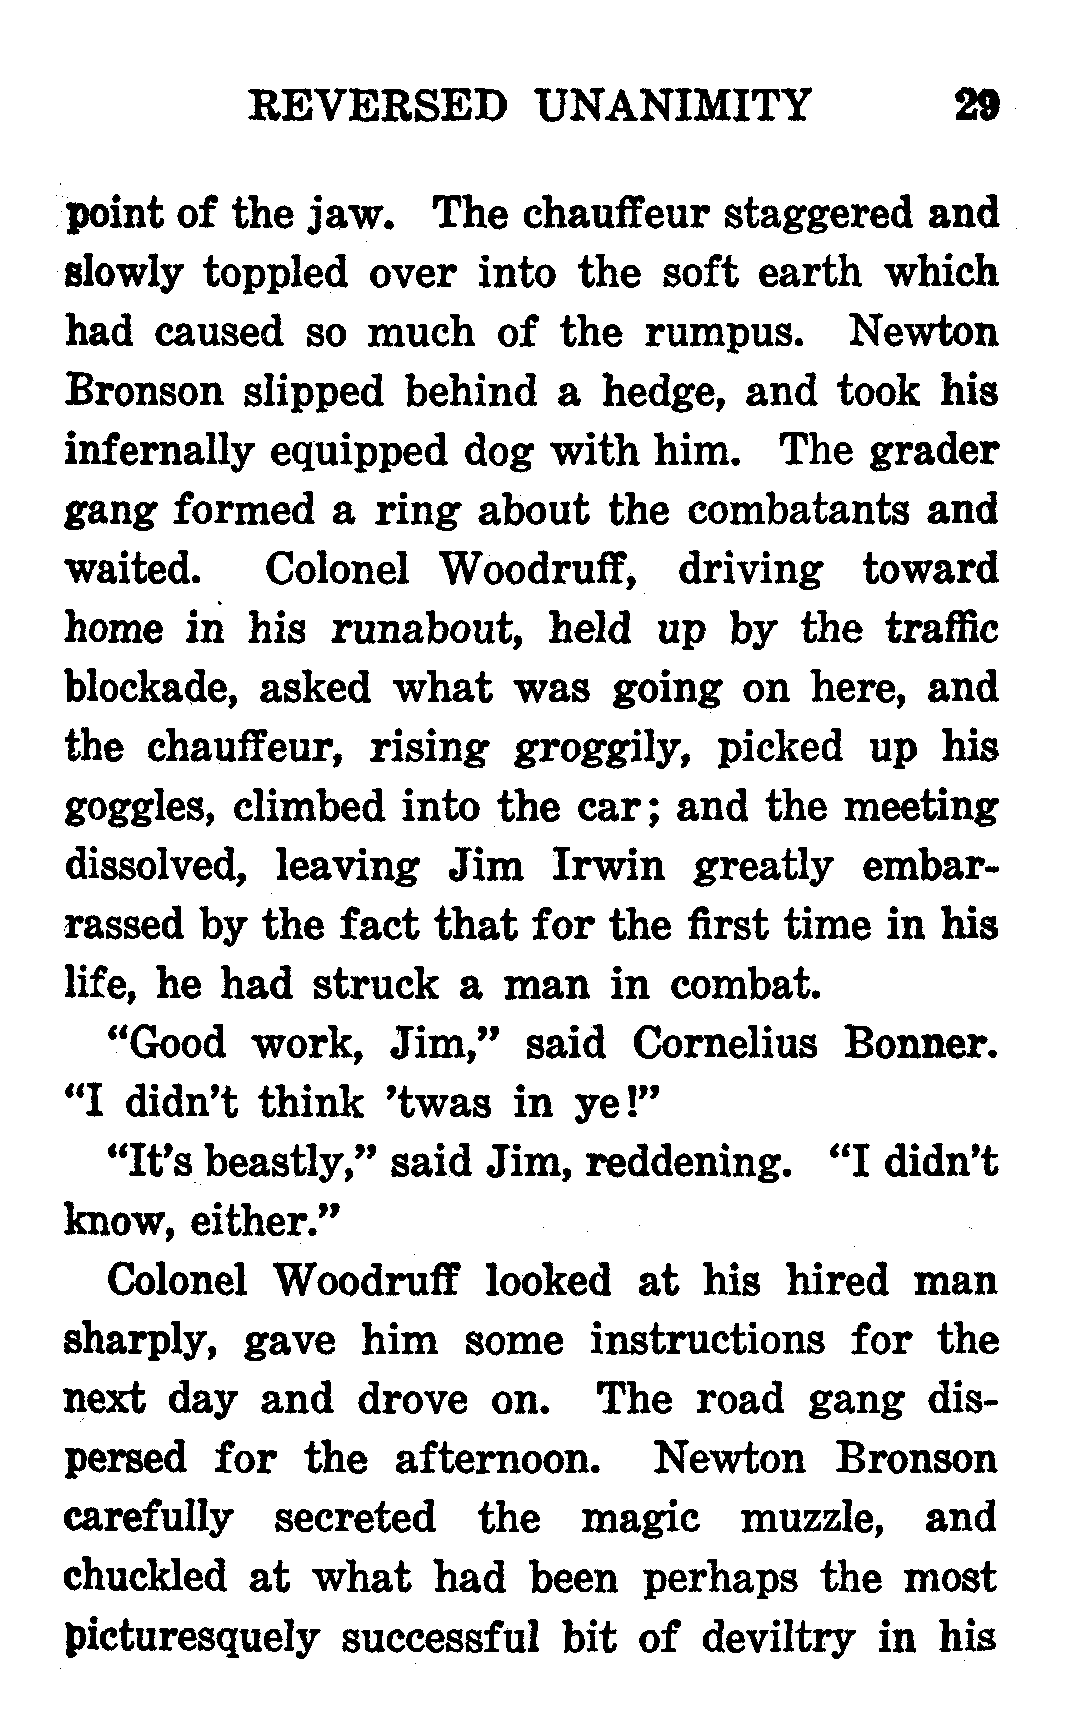 REVERSED UNANIMITY 29
point of the jaw. The chauffeur staggered and
slowly toppled over into the soft earth which
had caused so much of the rumpus. Newton
Bronson slipped behind a hedge, and took his
infernally equipped dog with him. The grader
gang formed a ring about the combatants and
waited. Colonel Woodruff, driving toward
home in his runabout, held up by the traffic
blockade, asked what was going on here, and
the chauffeur, rising groggily, picked up his
goggles, climbed into the car; and the meeting
dissolved, leaving Jim Irwin greatly embar-
rassed by the fact that for the first time in his
life, he had struck a man in combat.
“Good work, Jim,” said Cornelius Bonner.
“I didn’t think ’twas in ye!”
“It’s beastly,” said Jim, reddening. “I didn’t
know, either.”
Colonel Woodruff looked at his hired man
sharply, gave him some instructions for the
next day and drove on. The road gang dis-
persed for the afternoon. Newton Bronson
carefully secreted the magic muzzle, and
chuckled at what had been perhaps the most
picturesquely successful bit of deviltry in his